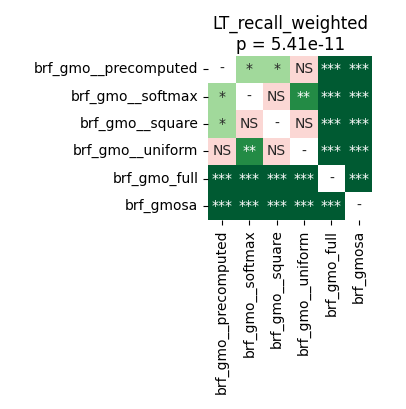 LT_recall_weighted
p = 5.41e-11
brf_gmo__precomputed - * * NS *** ***
brf_gmo__softmax * - NS ** *** ***
brf_gmo__square * NS - NS *** ***
brf_gmo__uniform NS ** NS - *** ***
brf_gmo_full *** *** *** *** - ***
brf_gmosa *** *** *** *** *** -
brf_gmo__precomputed
brf_gmo__softmax
brf_gmo__square
brf_gmo__uniform
brf_gmo_full
brf_gmosa